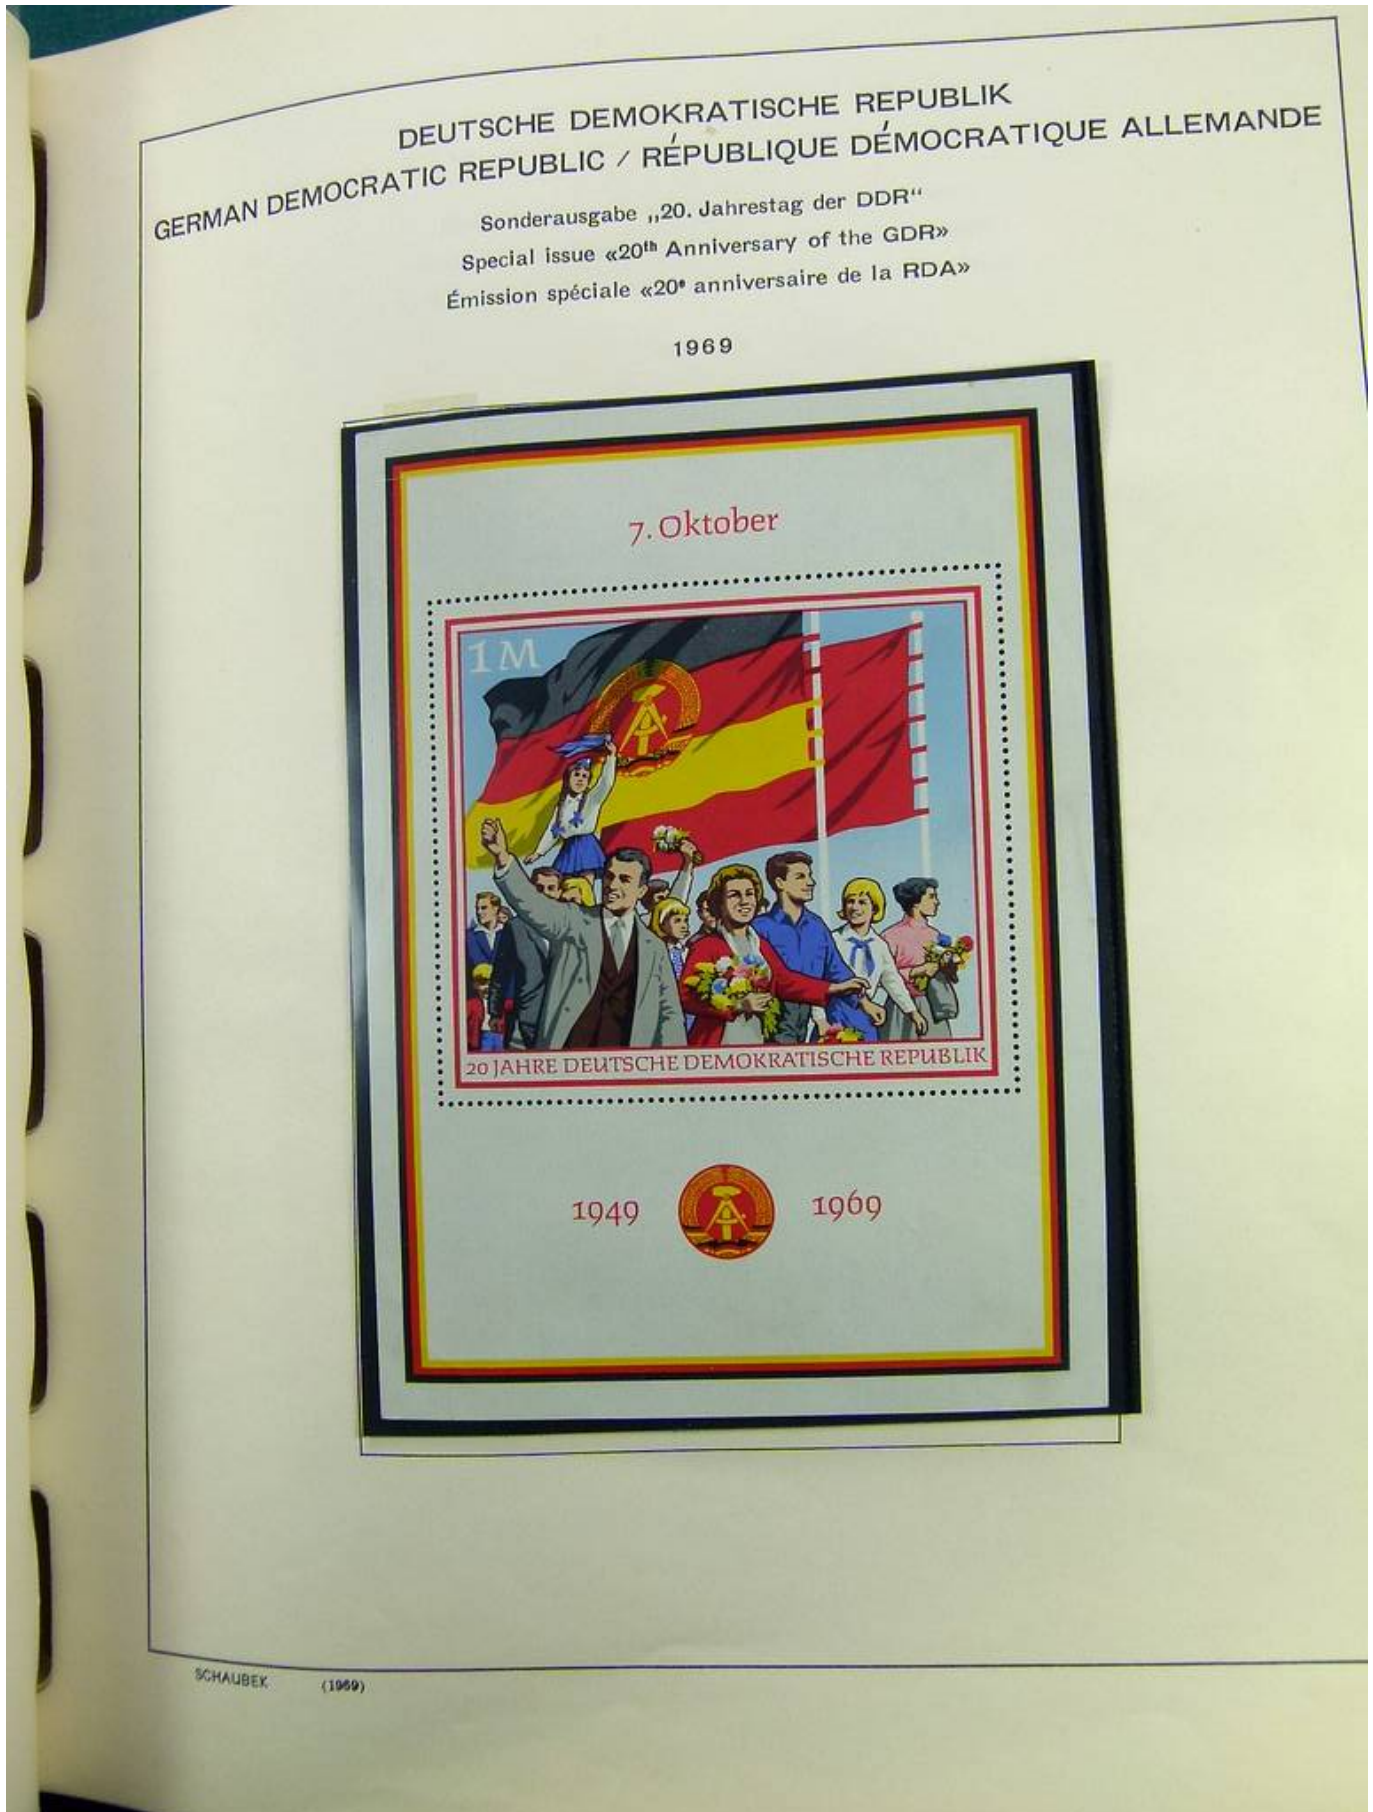 DEUTSCHE DEMOKRATISCHE REPUBLIK
GERMAN DEMOCRATIC REPUBLIC / RÉPUBLIQUE DÉMOCRATIQUE ALLEMANDE
Sonderausgabe „20. Jahrestag der DDR“
Special issue «20th Anniversary of the GDR»
Émission spéciale «20e anniversaire de la RDA»
1969
7. Oktober
1 M
20 JAHRE DEUTSCHE DEMOKRATISCHE REPUBLIK
1949 1969
SCHAUBEK (1969)